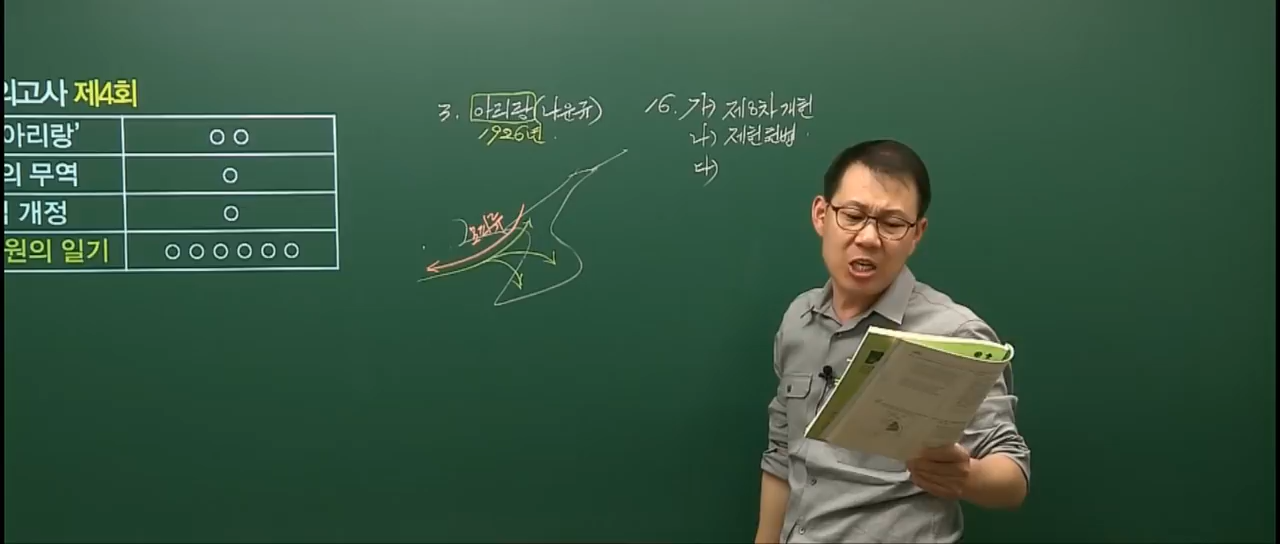 의고사 제4회
아리랑' ○ ○
의 무역 ○
개정 ○
원의 일기 ○ ○ ○ ○ ○ ○
3. 아리랑(나운규)
1926년.
16. 가) 제8차 개헌
나) 제헌헌법
다)